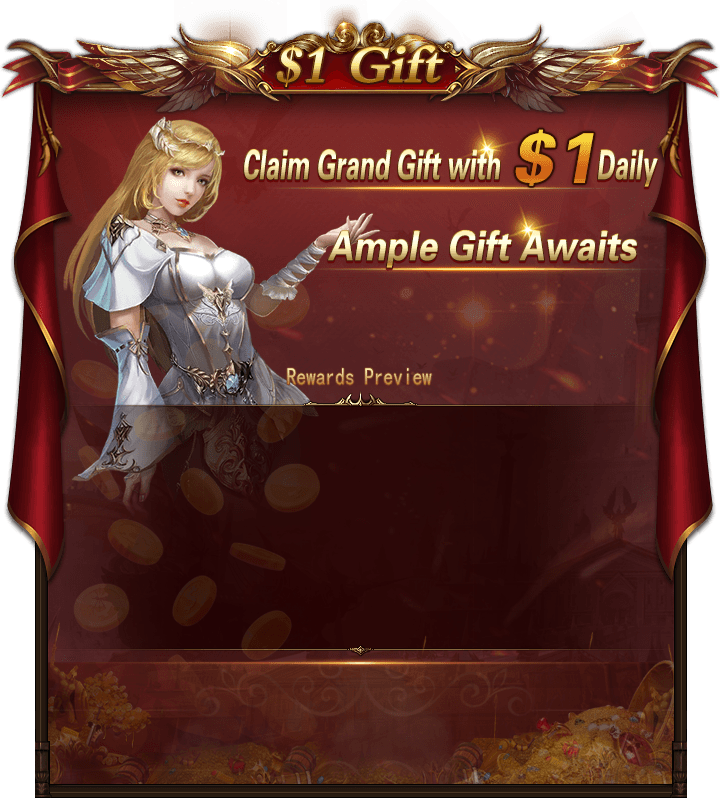 $1 Gift
Claim Grand Gift with $1 Daily
Ample Gift Awaits
Rewards Preview